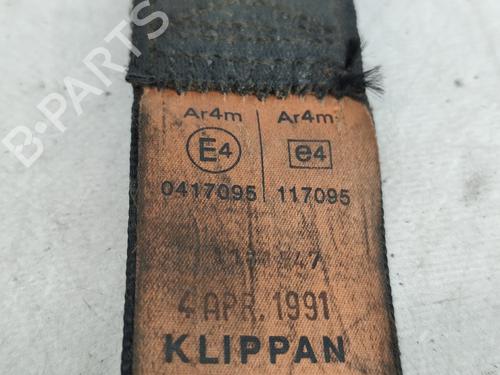 Ar4m Ar4m
E4 e4
0417095 117095
4 APR. 1991
KLIPPAN
B-PARTS